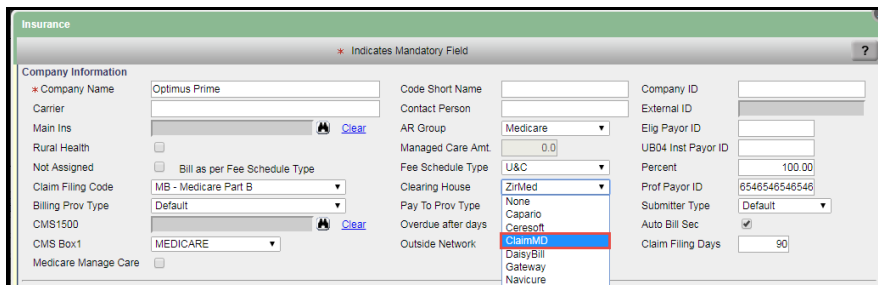 Insurance
* Indicates Mandatory Field ?
Company Information
* Company Name Optimus Prime Code Short Name Company ID
Carrier Contact Person External ID
Main Ins Clear AR Group Medicare Elig Payor ID
Rural Health Managed Care Amt. 0.0 UB04 Inst Payor ID
Not Assigned Bill as per Fee Schedule Type Fee Schedule Type U&C Percent 100.00
Claim Filing Code MB - Medicare Part B Clearing House ZirMed Prof Payor ID 6546546546546
Billing Prov Type Default Pay To Prov Type None Submitter Type Default
Capario
CMS1500 Clear Overdue after days Ceresoft Auto Bill Sec
CMS Box1 MEDICARE Outside Network ClaimMD Claim Filing Days 90
DaisyBill
Medicare Manage Care Gateway
Navicure